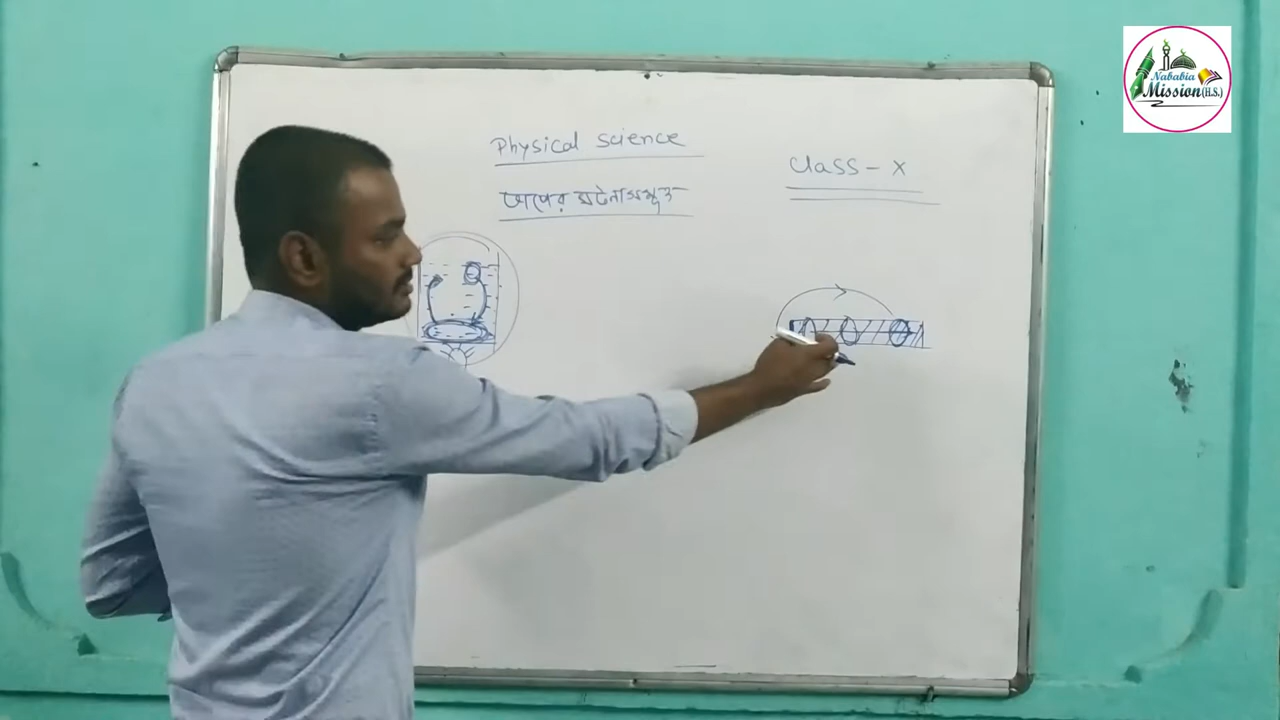 Physical Science
Class - X
তাপের ঘটনাসমূহ
Nababia
Mission (H.S.)